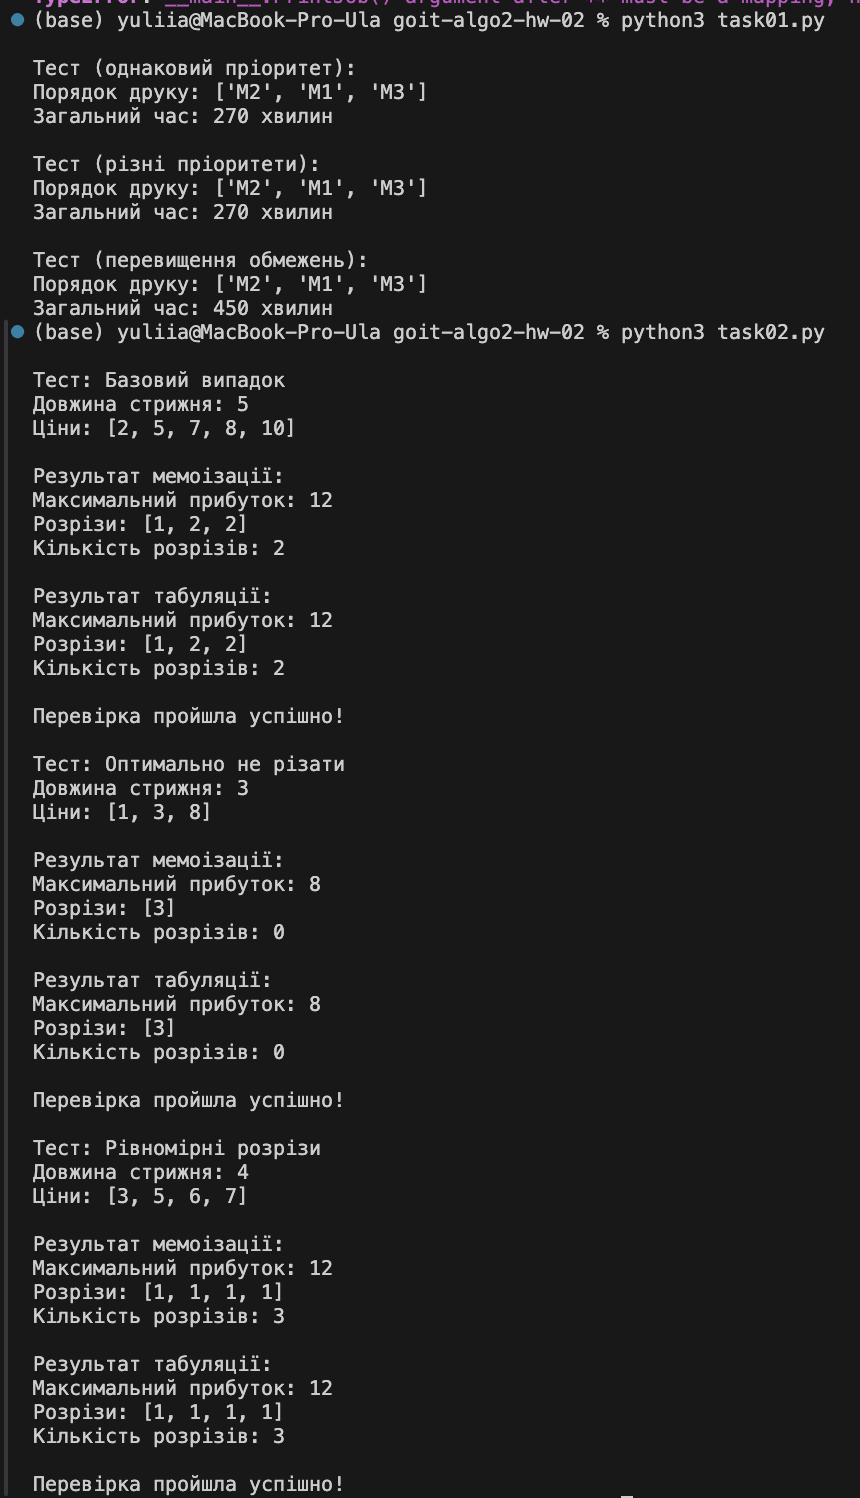 (base) yuliia@MacBook-Pro-Ula goit-algo2-hw-02 % python3 task01.py
Тест (однаковий пріоритет):
Порядок друку: ['M2', 'M1', 'M3']
Загальний час: 270 хвилин
Тест (різні пріоритети):
Порядок друку: ['M2', 'M1', 'M3']
Загальний час: 270 хвилин
Тест (перевищення обмежень):
Порядок друку: ['M2', 'M1', 'M3']
Загальний час: 450 хвилин
(base) yuliia@MacBook-Pro-Ula goit-algo2-hw-02 % python3 task02.py
Тест: Базовий випадок
Довжина стрижня: 5
Ціни: [2, 5, 7, 8, 10]
Результат мемоізації:
Максимальний прибуток: 12
Розрізи: [1, 2, 2]
Кількість розрізів: 2
Результат табуляції:
Максимальний прибуток: 12
Розрізи: [1, 2, 2]
Кількість розрізів: 2
Перевірка пройшла успішно!
Тест: Оптимально не різати
Довжина стрижня: 3
Ціни: [1, 3, 8]
Результат мемоізації:
Максимальний прибуток: 8
Розрізи: [3]
Кількість розрізів: 0
Результат табуляції:
Максимальний прибуток: 8
Розрізи: [3]
Кількість розрізів: 0
Перевірка пройшла успішно!
Тест: Рівномірні розрізи
Довжина стрижня: 4
Ціни: [3, 5, 6, 7]
Результат мемоізації:
Максимальний прибуток: 12
Розрізи: [1, 1, 1, 1]
Кількість розрізів: 3
Результат табуляції:
Максимальний прибуток: 12
Розрізи: [1, 1, 1, 1]
Кількість розрізів: 3
Перевірка пройшла успішно!